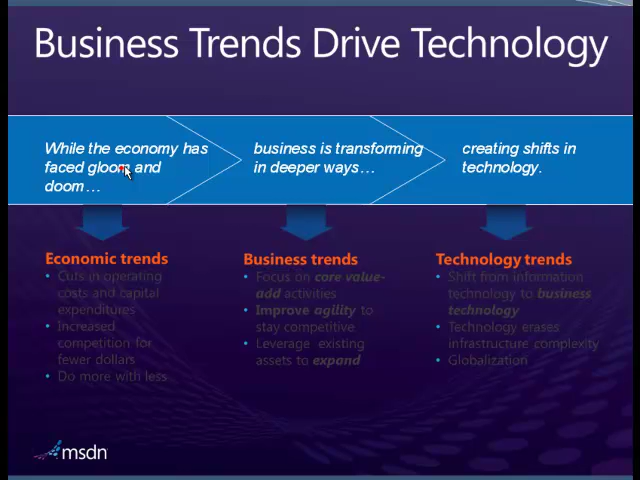 Business Trends Drive Technology
While the economy has
faced gloom and
doom…
business is transforming
in deeper ways…
creating shifts in
technology.
Economic trends
• Cuts in operating
costs and capital
expenditures
• Increased
competition for
fewer dollars
• Do more with less
Business trends
• Focus on core value-
add activities
• Improve agility to
stay competitive
• Leverage existing
assets to expand
Technology trends
• Shift from information
technology to business
technology
• Technology erases
infrastructure complexity
• Globalization
msdn